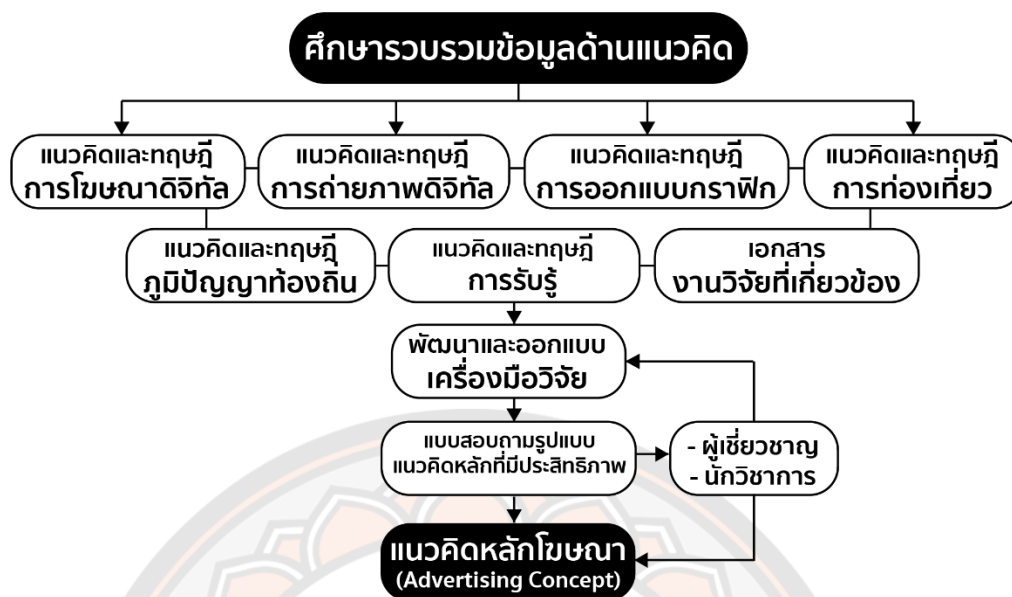 ศึกษารวบรวมข้อมูลด้านแนวคิด
แนวคิดและทฤษฎี
การโฆษณาดิจิทัล
แนวคิดและทฤษฎี
การถ่ายภาพดิจิทัล
แนวคิดและทฤษฎี
การออกแบบกราฟิก
แนวคิดและทฤษฎี
การท่องเที่ยว
แนวคิดและทฤษฎี
ภูมิปัญญาท้องถิ่น
แนวคิดและทฤษฎี
การรับรู้
เอกสาร
งานวิจัยที่เกี่ยวข้อง
พัฒนาและออกแบบ
เครื่องมือวิจัย
แบบสอบถามรูปแบบ
แนวคิดหลักที่มีประสิทธิภาพ
- ผู้เชี่ยวชาญ
- นักวิชาการ
แนวคิดหลักโฆษณา
(Advertising Concept)